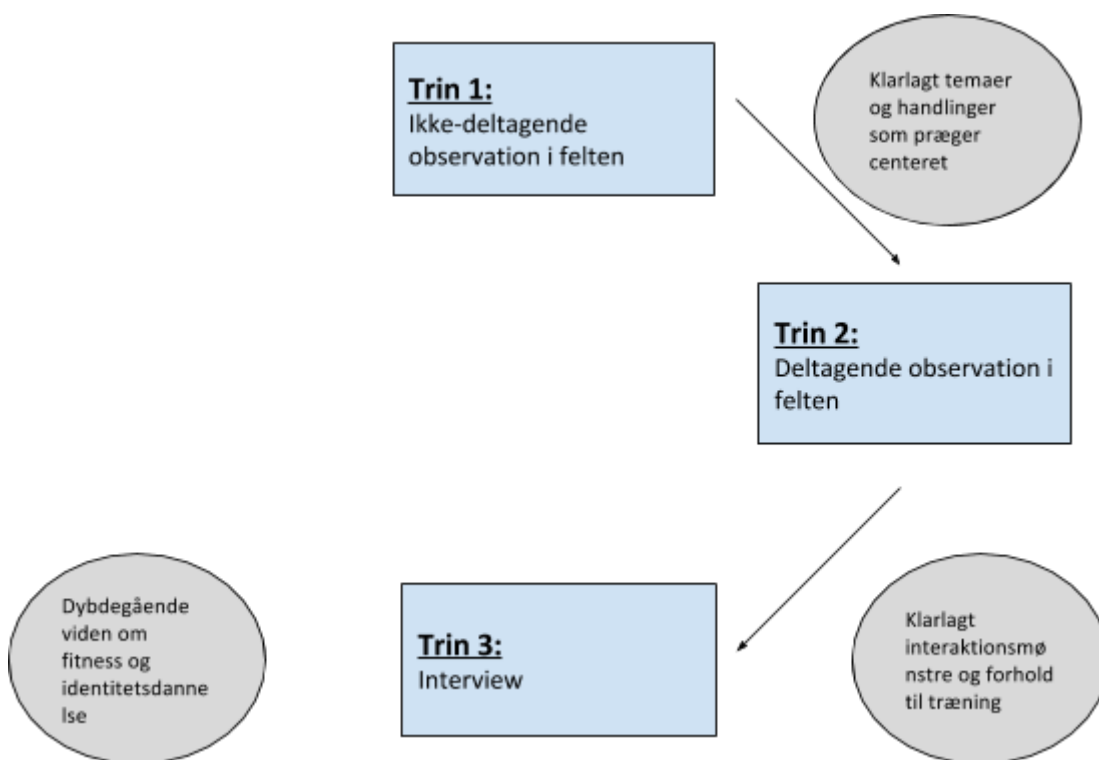 Trin 1:
Ikke-deltagende
observation i felten
Klarlagt temaer
og handlinger
som præger
centeret
Trin 2:
Deltagende observation i
felten
Dybdegående
viden om
fitness og
identitetsdanne
lse
Trin 3:
Interview
Klarlagt
interaktionsmø
nstre og forhold
til træning